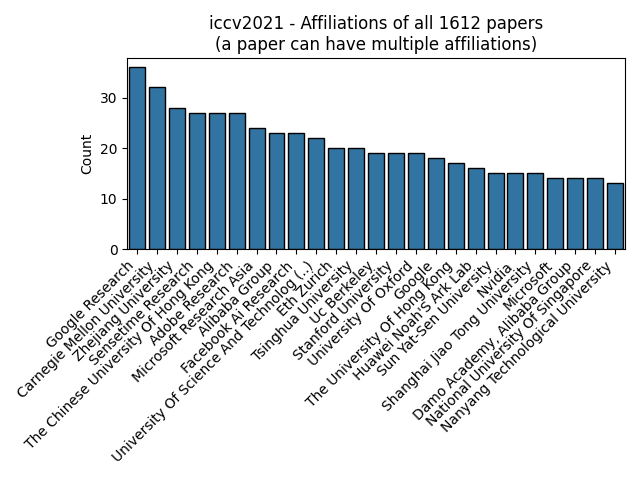 iccv2021 - Affiliations of all 1612 papers
(a paper can have multiple affiliations)
Count
30
20
10
0
Google Research
Carnegie Mellon University
Zhejiang University
Sensetime Research
The Chinese University Of Hong Kong
Adobe Research
Microsoft Research Asia
Alibaba Group
Facebook AI Research
University Of Science And Technolog (..)
Eth Zurich
Tsinghua University
Uc Berkeley
Stanford University
University Of Oxford
Google
The University Of Hong Kong
Huawei Noah'S Ark Lab
Sun Yat-Sen University
Nvidia
Shanghai Jiao Tong University
Microsoft
Damo Academy, Alibaba Group
National University Of Singapore
Nanyang Technological University